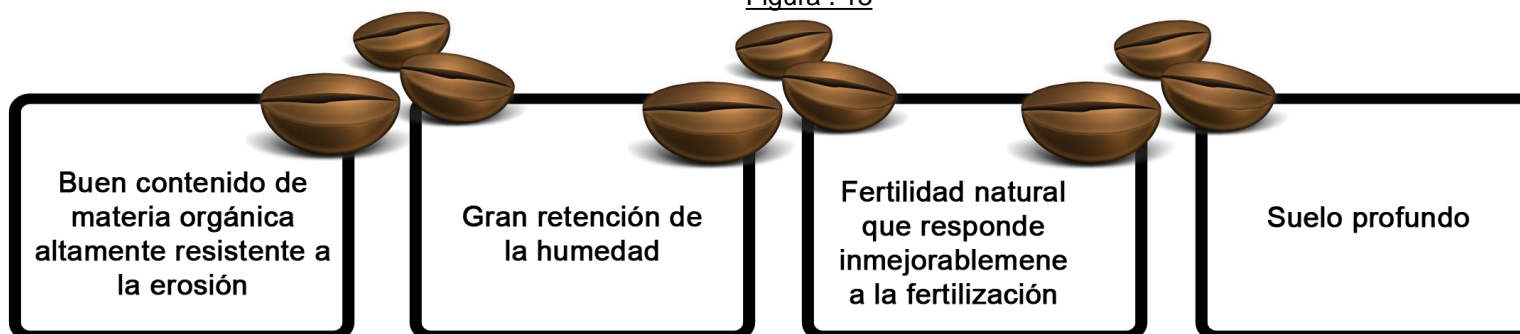 Figura : 18
Buen contenido de
materia orgánica
altamente resistente a
la erosión
Gran retención de
la humedad
Fertilidad natural
que responde
inmejorablemene
a la fertilización
Suelo profundo